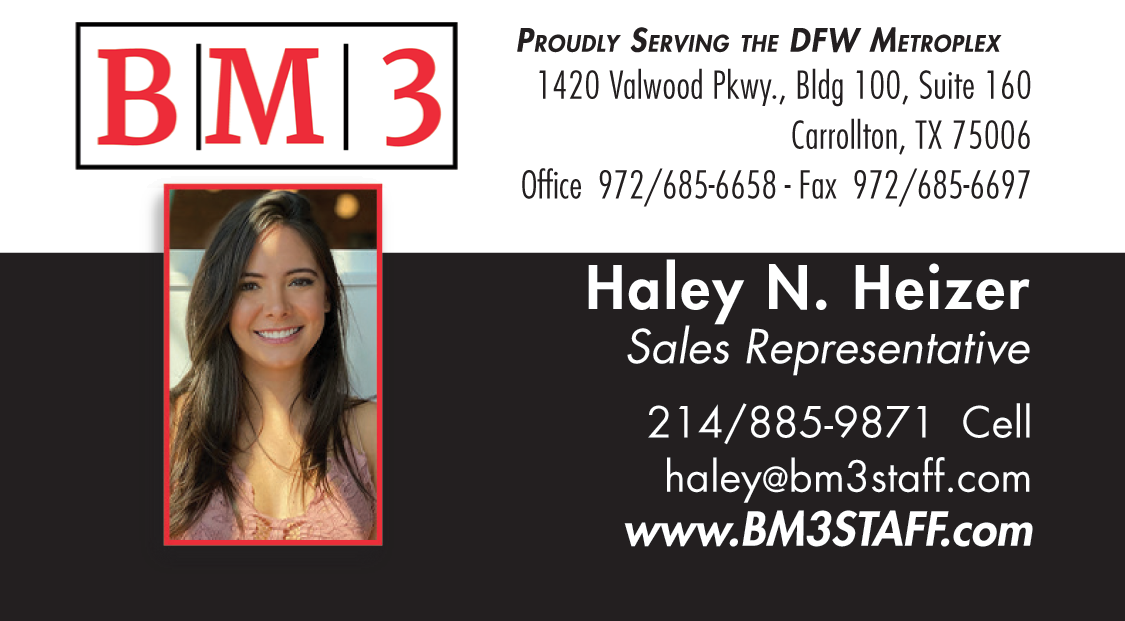 B|M|3
PROUDLY SERVING THE DFW METROPLEX
1420 Valwood Pkwy., Bldg 100, Suite 160
Carrollton, TX 75006
Office 972/685-6658 - Fax 972/685-6697
Haley N. Heizer
Sales Representative
214/885-9871 Cell
haley@bm3staff.com
www.BM3STAFF.com